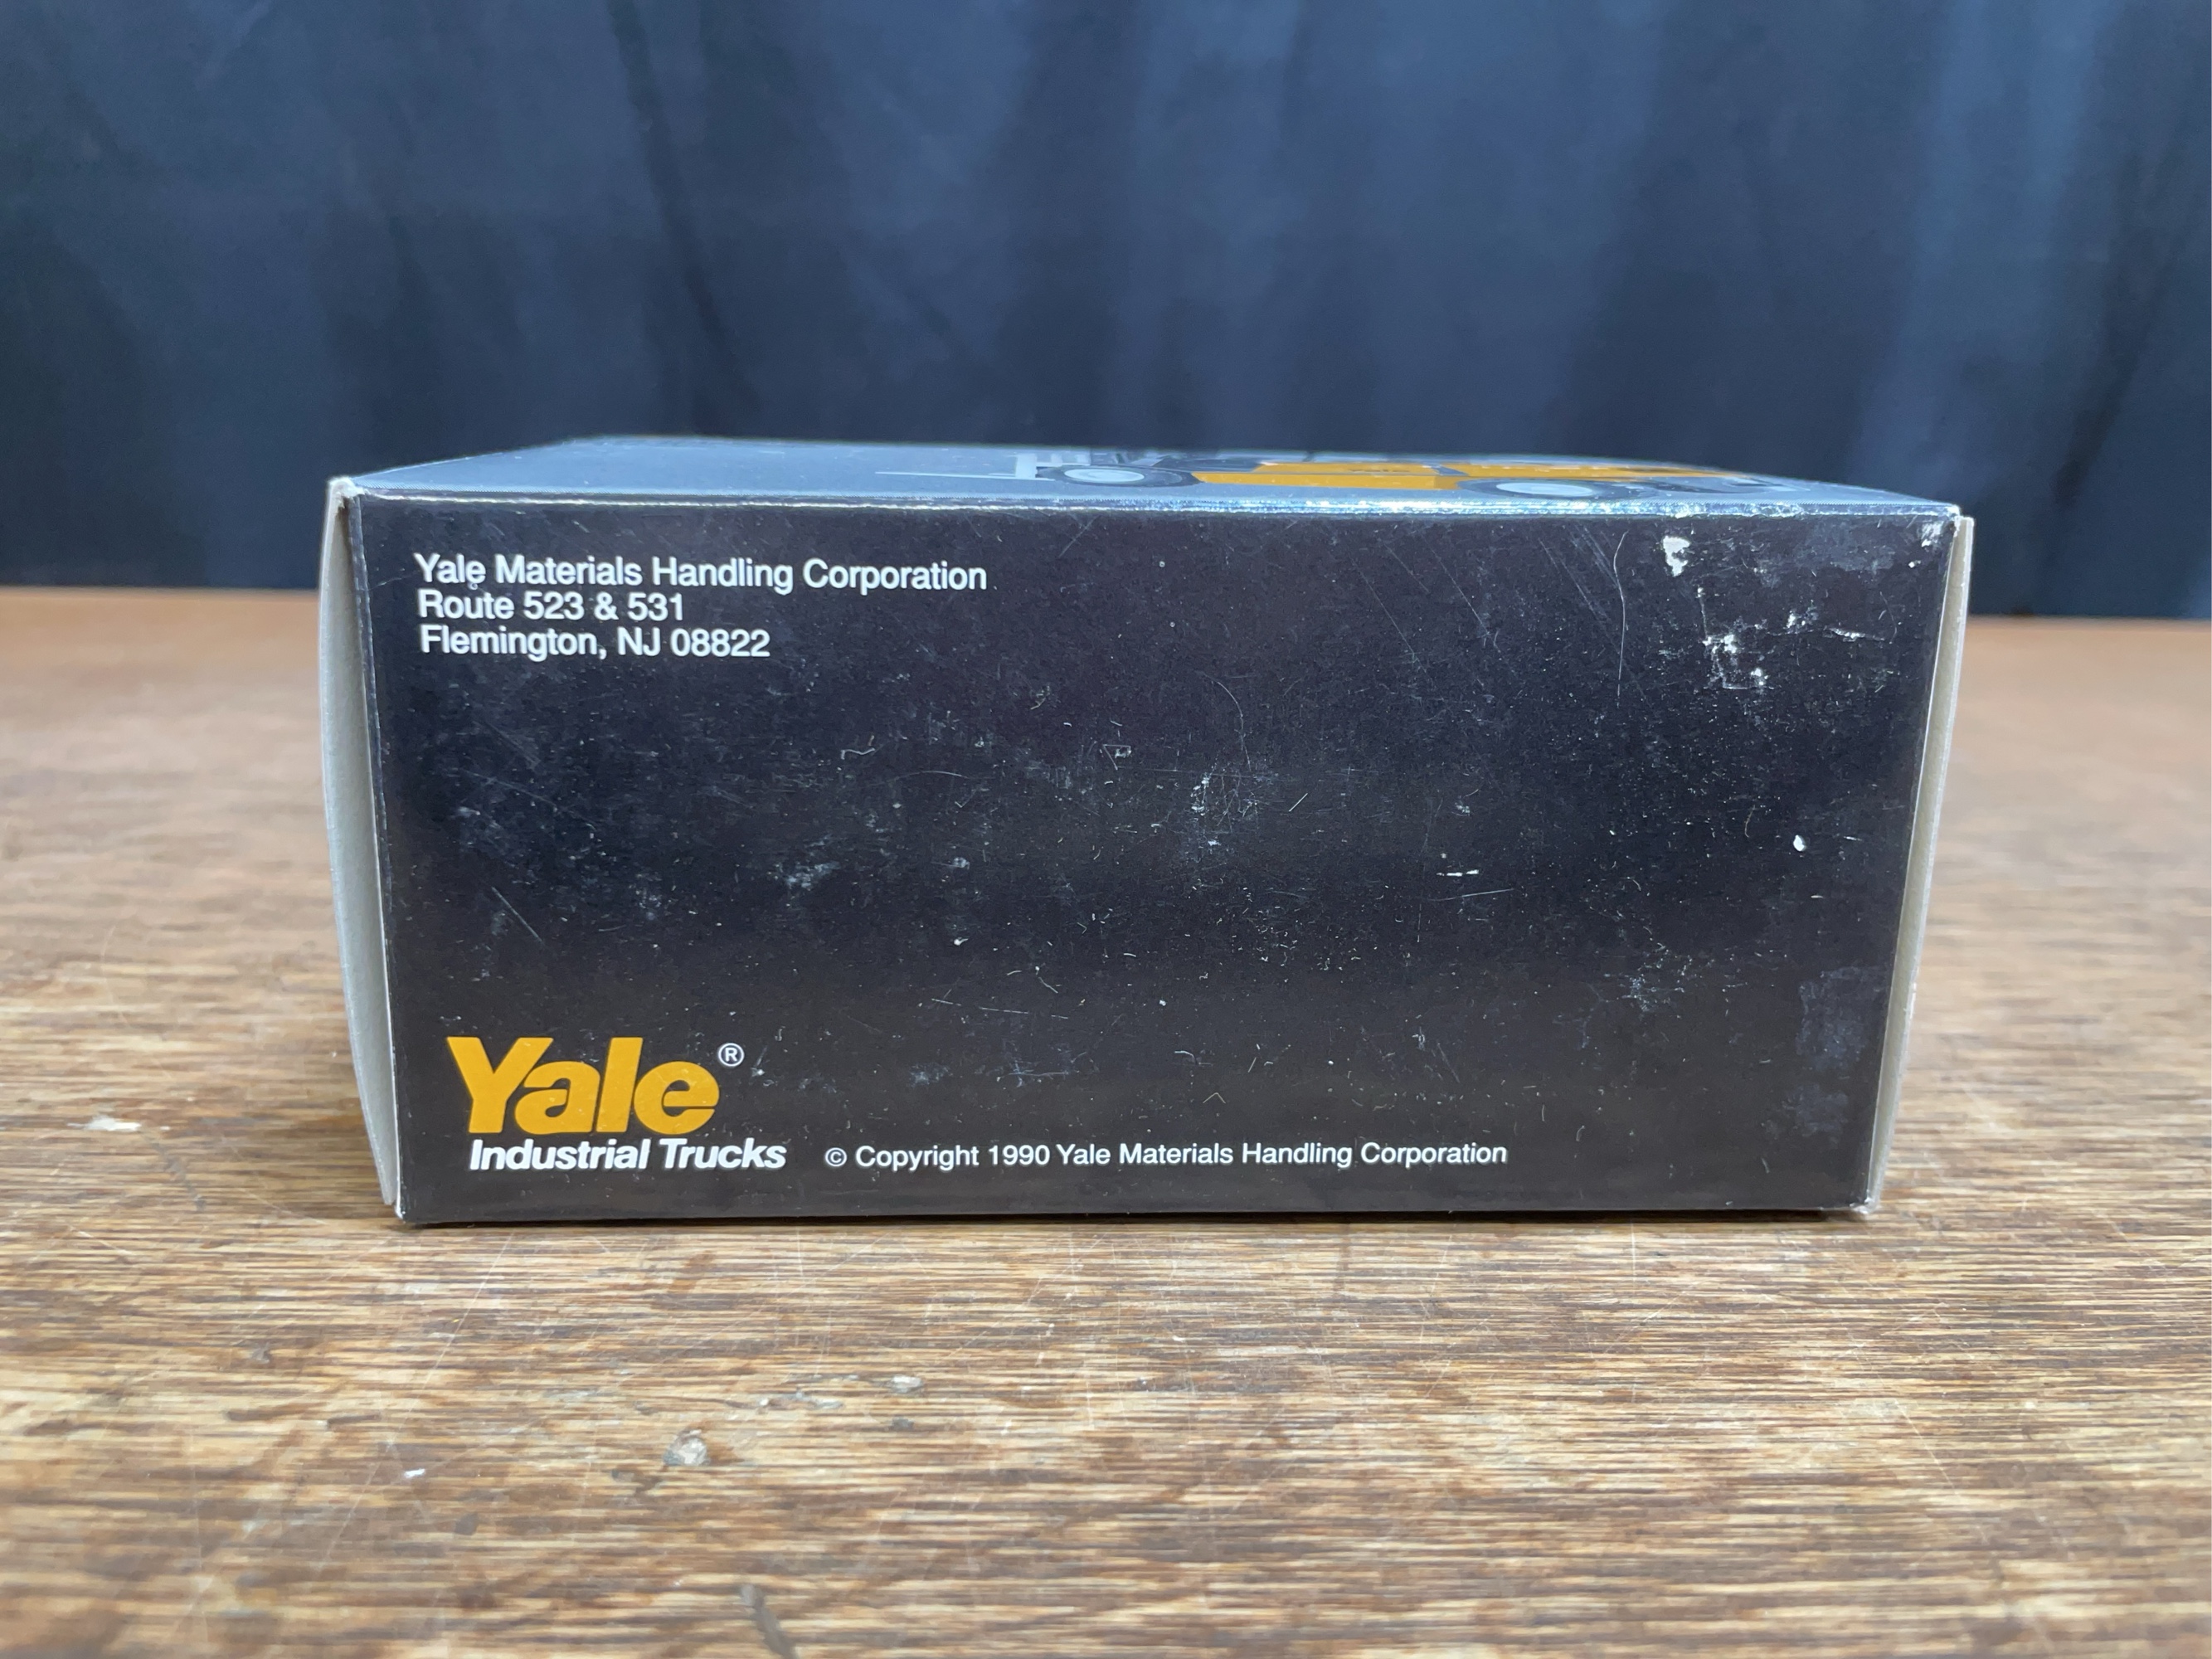 Yale Materials Handling Corporation
Route 523 & 531
Flemington, NJ 08822
Yale®
Industrial Trucks © Copyright 1990 Yale Materials Handling Corporation